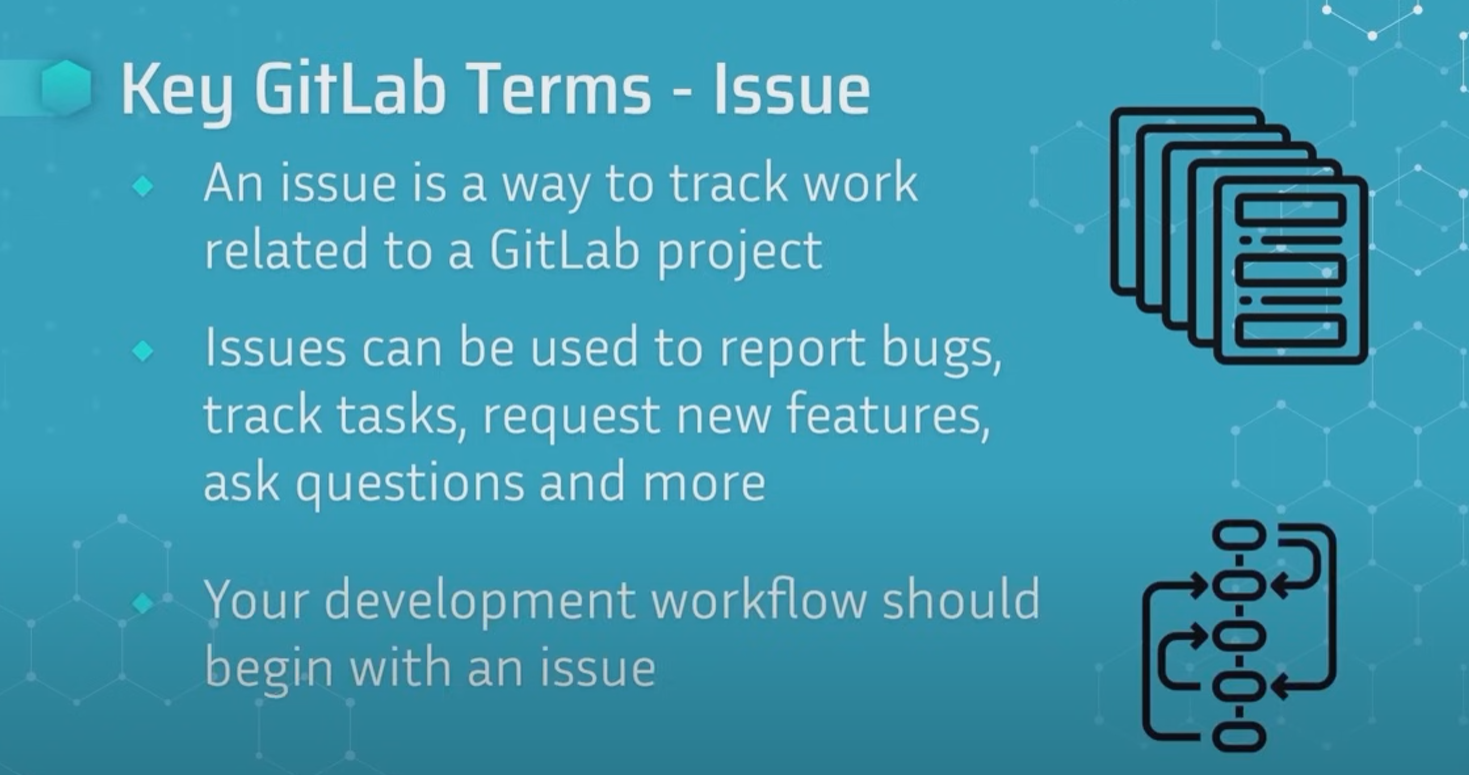 Key GitLab Terms - Issue
An issue is a way to track work
related to a GitLab project
Issues can be used to report bugs,
track tasks, request new features,
ask questions and more
Your development workflow should
begin with an issue